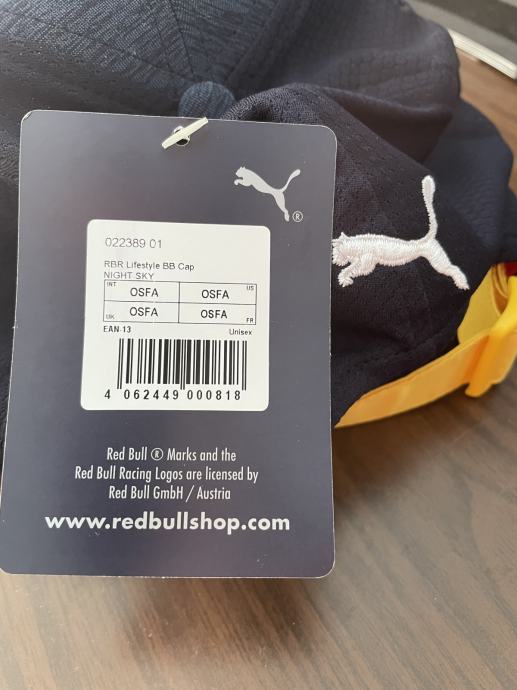 ®
022389 01
RBR Lifestyle BB Cap
NIGHT SKY
INT OSFA OSFA US
UK OSFA OSFA FR
EAN-13 Unisex
4 062449 000818
Red Bull ® Marks and the
Red Bull Racing Logos are licensed by
Red Bull GmbH / Austria
www.redbullshop.com